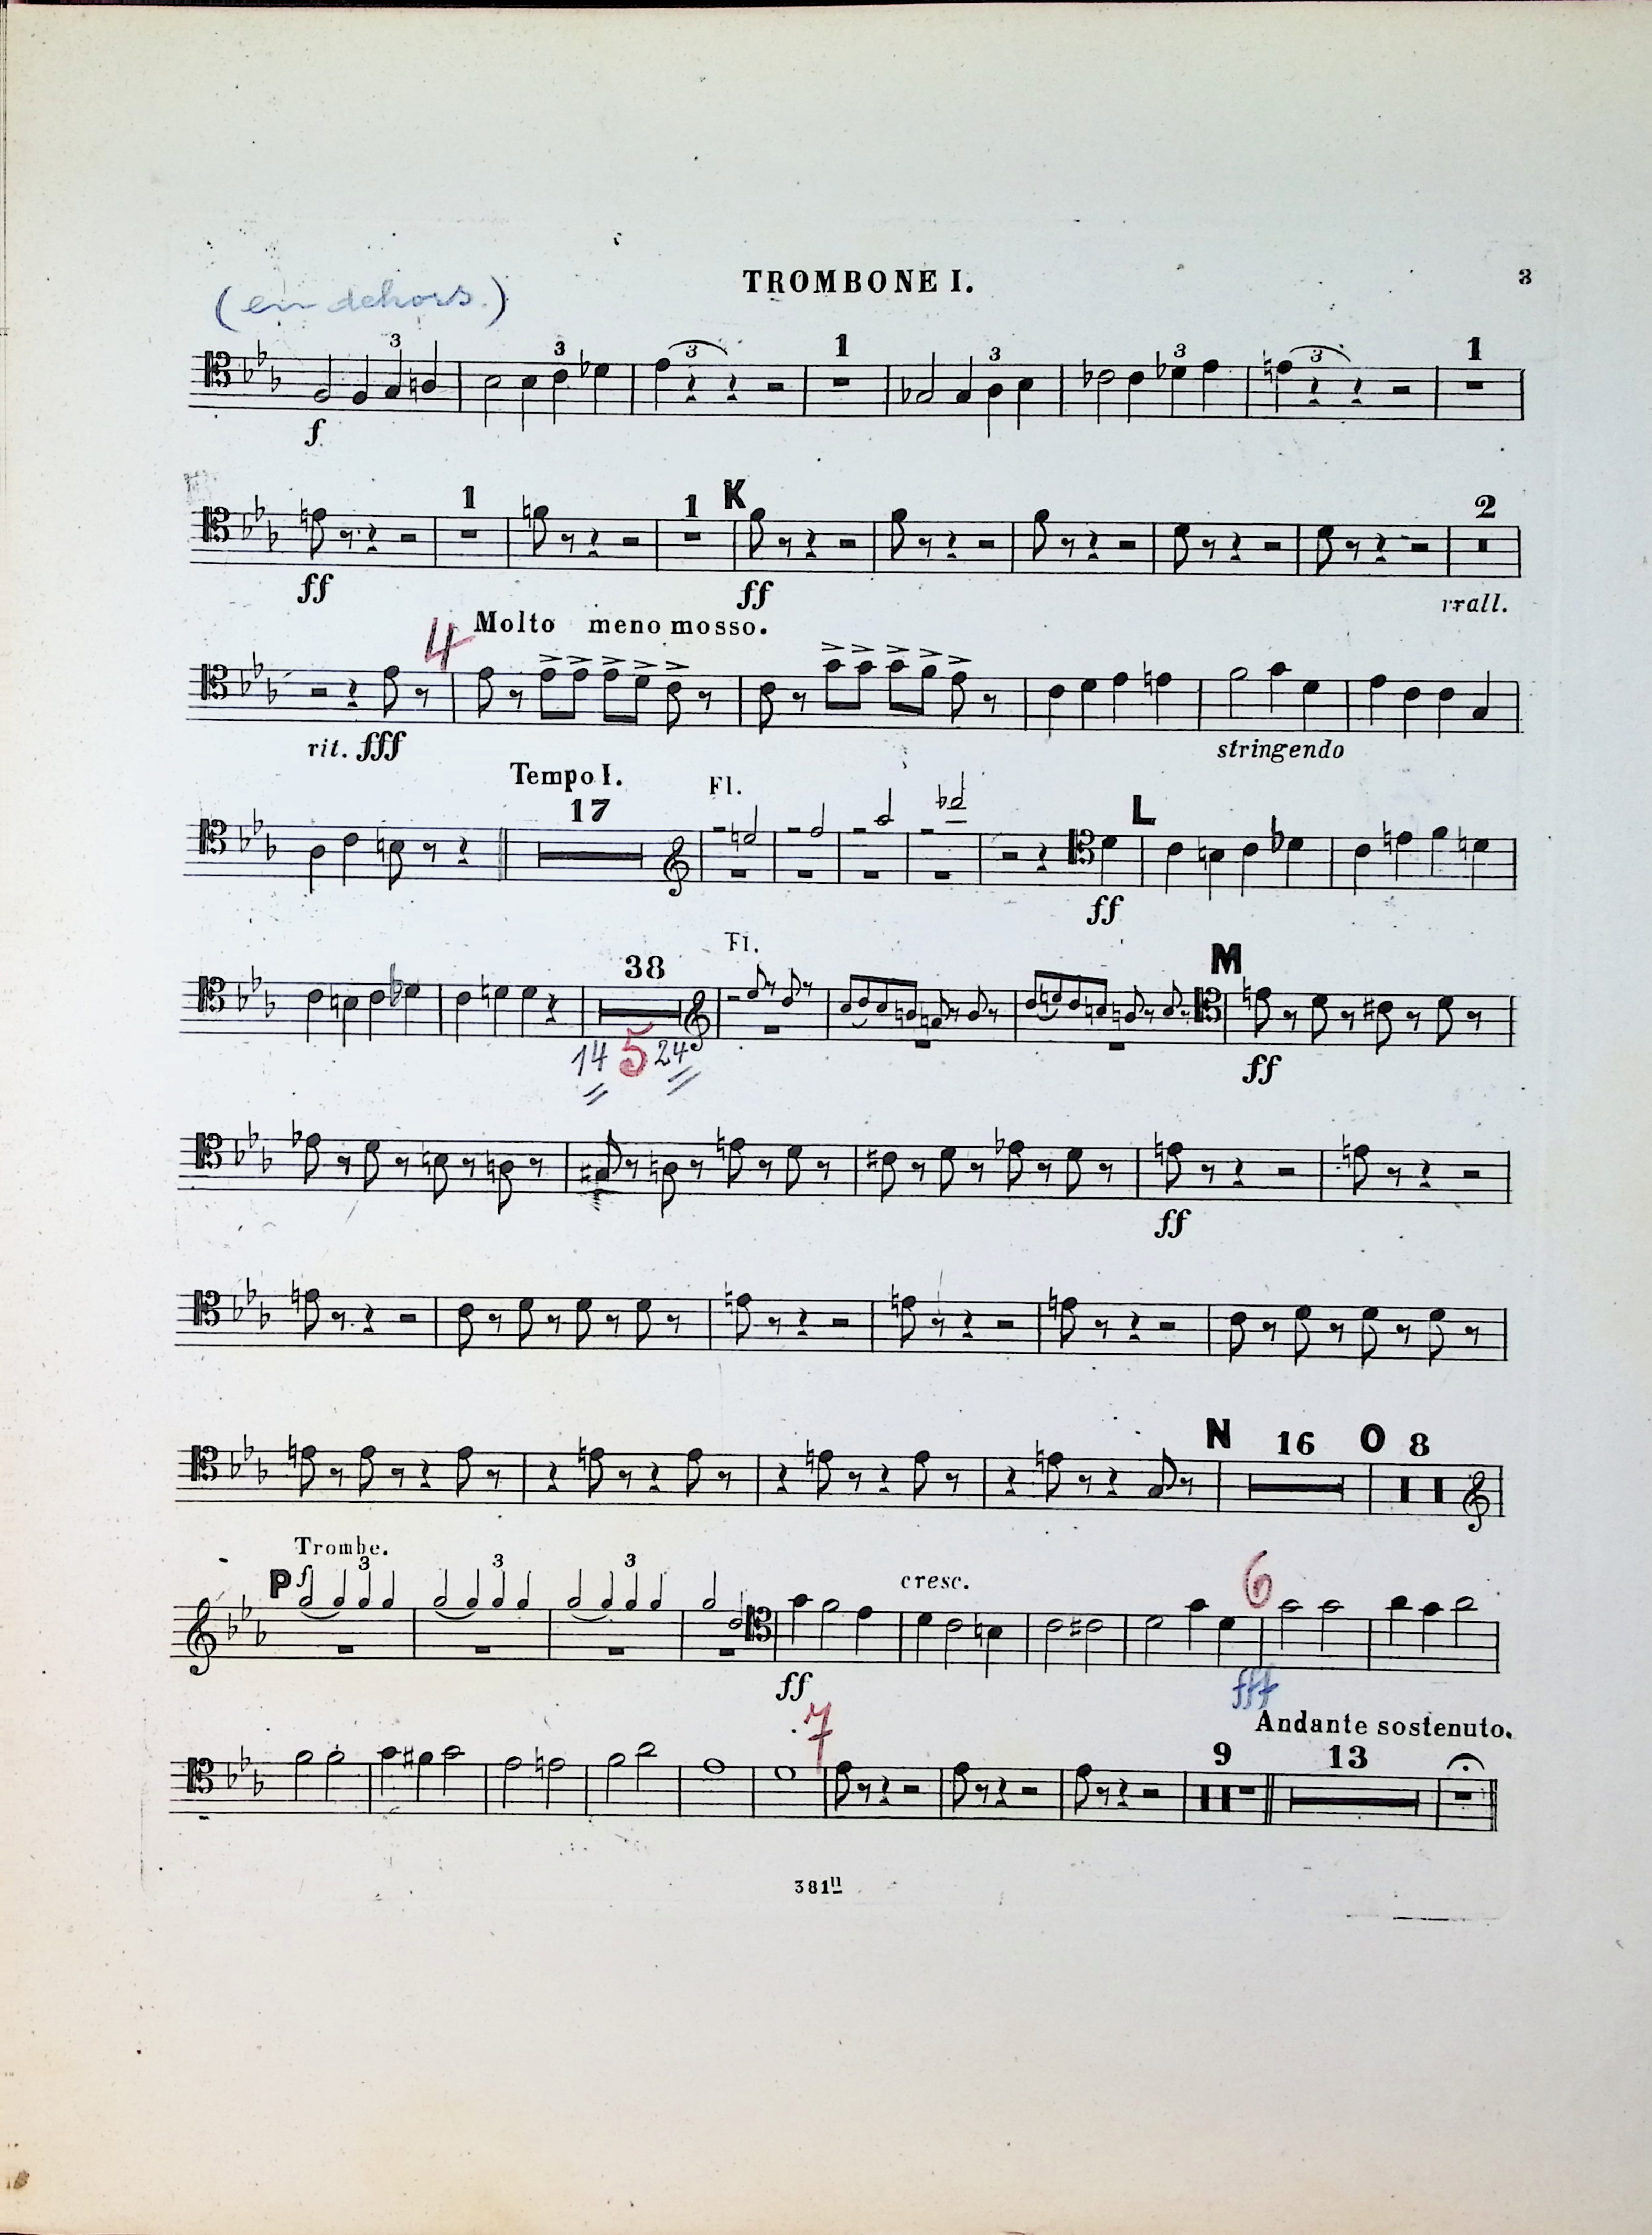 TROMBONE I.
3
(en dehors.)
3 3 3 1 3 3 3 1
f
1 1 K 2
ff ff rrall.
4 Molto meno mosso.
rit. fff stringendo
Tempo I. Fl.
17 L
ff
Fl.
38 M
14 5 24
ff
ff
N 16 O 8
Trombe.
P f 3 3 3 cresc. 6
ff fff
7 Andante sostenuto.
9 13
381 11